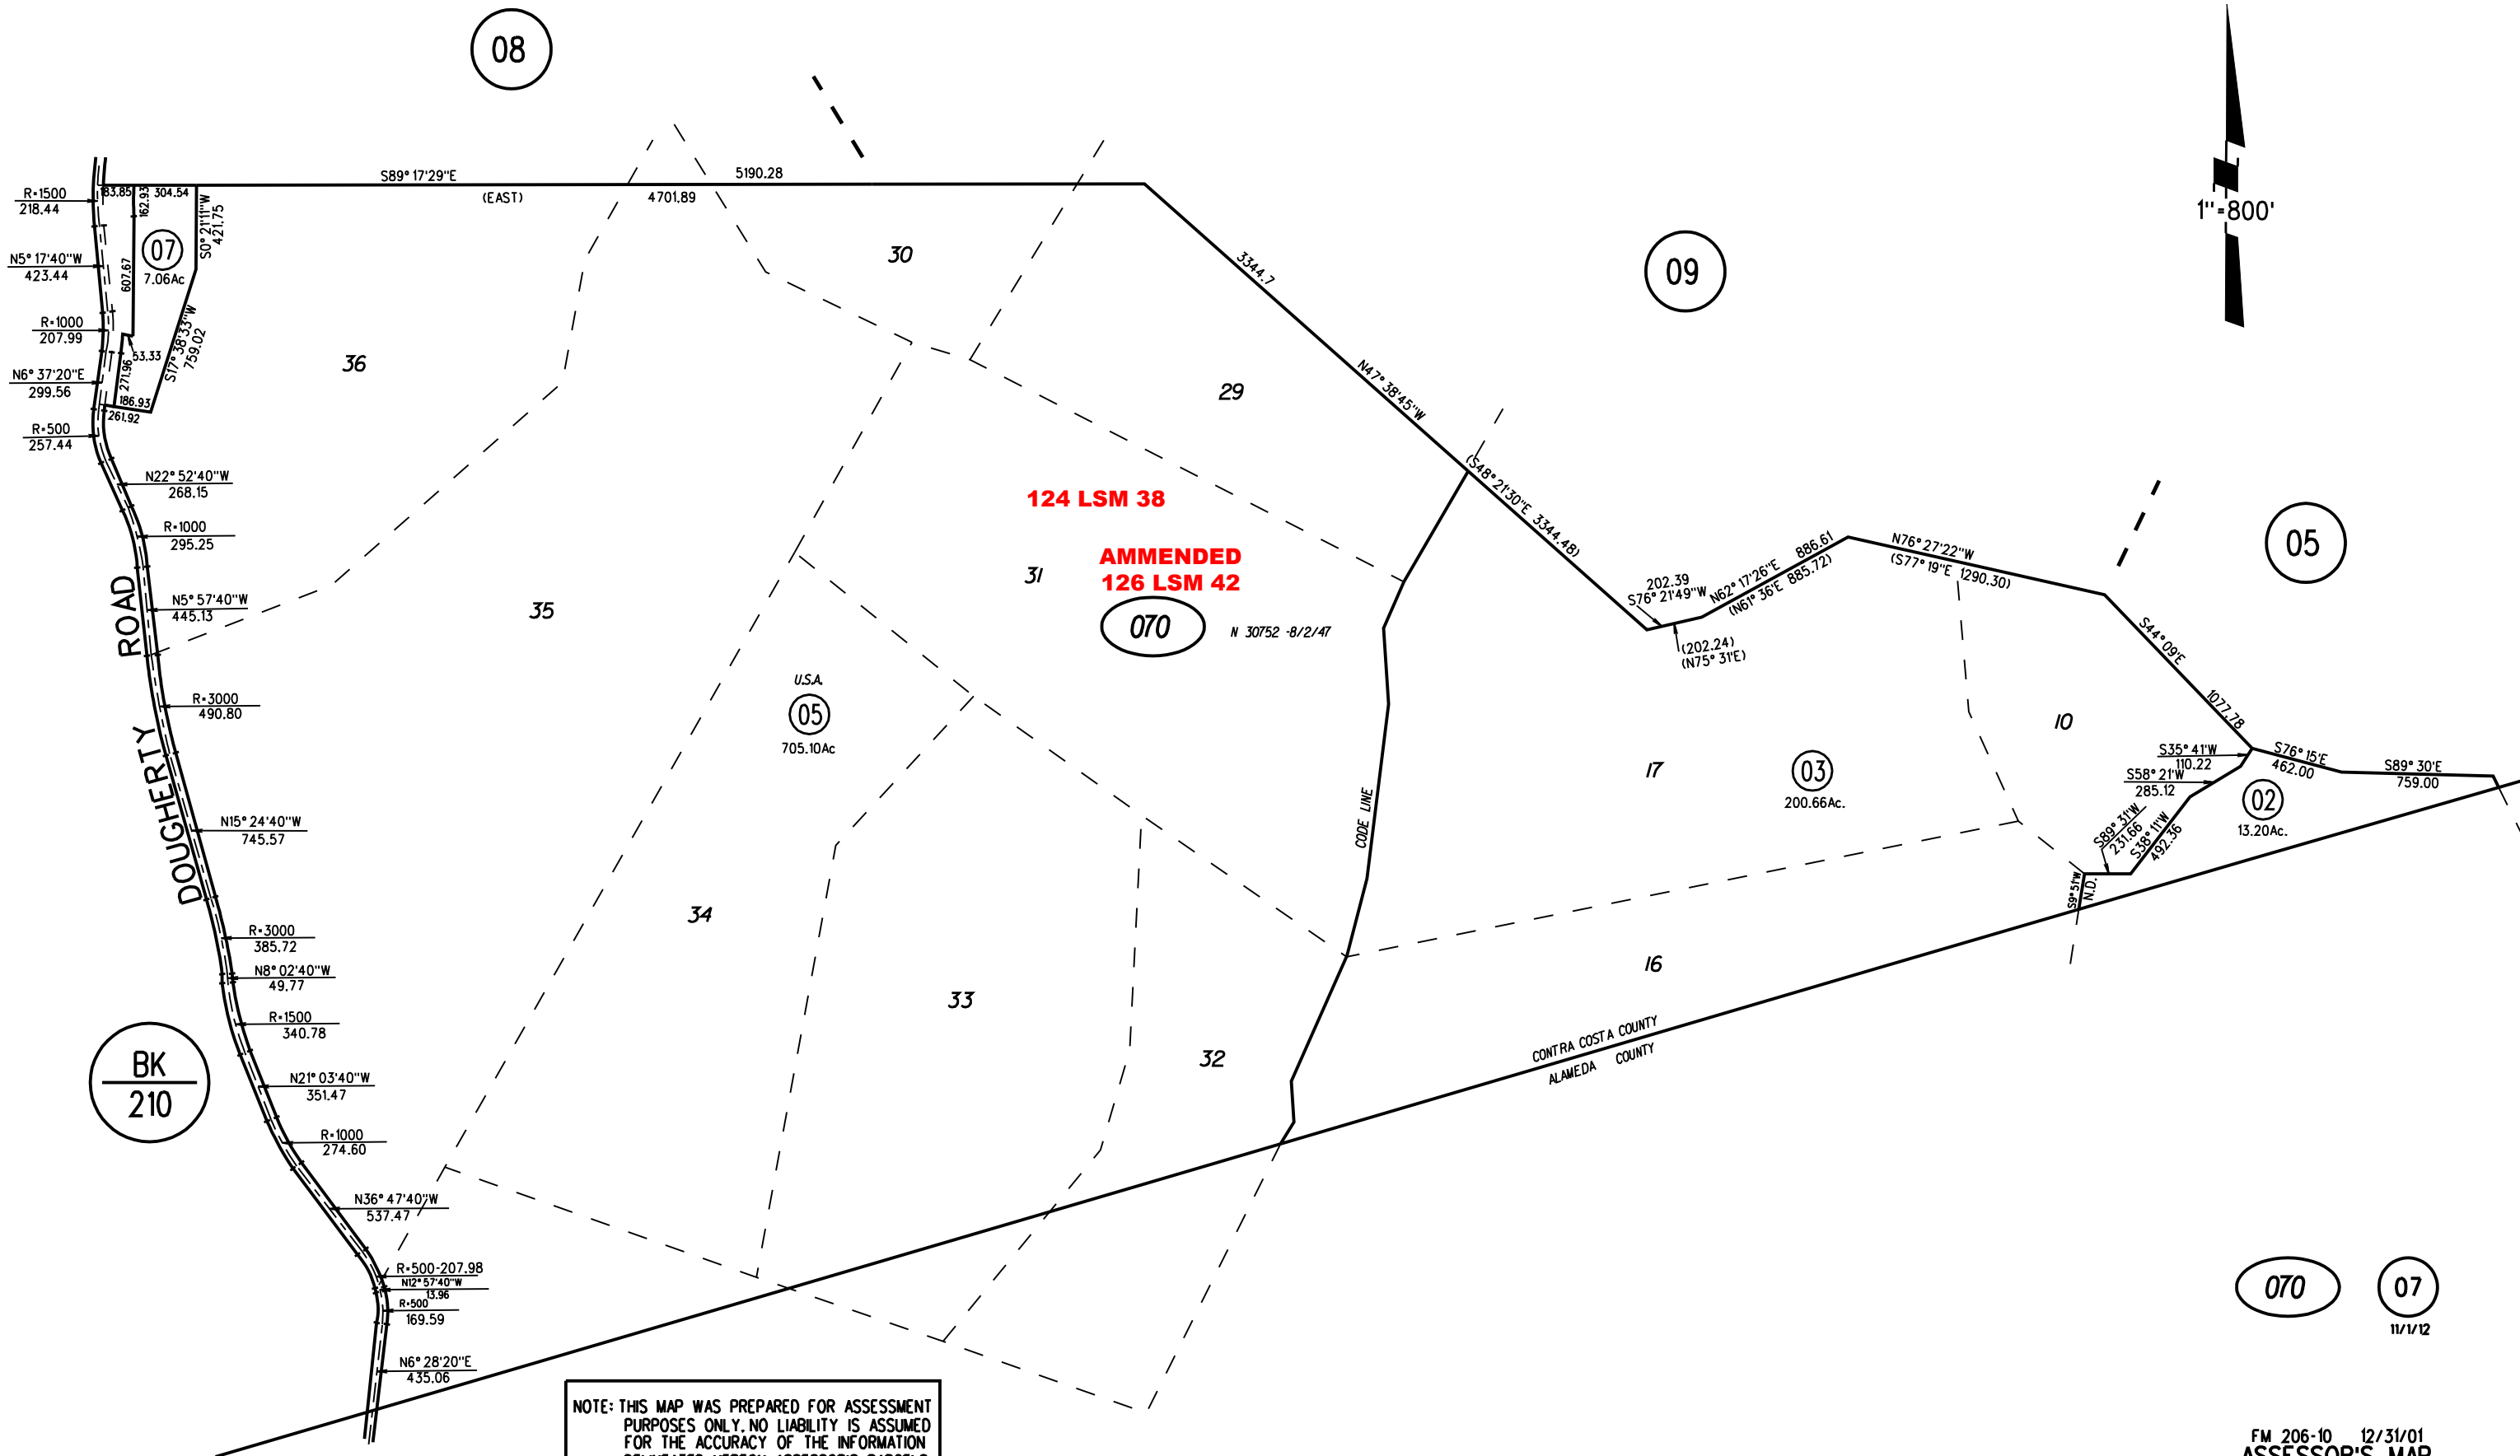 08
09
05
1"=800'
S89°17'29"E
5190.28
(EAST)
4701.89
R=1500
218.44
183.85
162.93
304.54
S0°21'11"W
421.75
07
7.06Ac
607.67
N5°17'40"W
423.44
R=1000
207.99
53.33
S17°38'33"W
759.02
271.96
N6°37'20"E
299.56
186.93
261.92
R=500
257.44
N22°52'40"W
268.15
R=1000
295.25
N5°57'40"W
445.13
R=3000
490.80
N15°24'40"W
745.57
R=3000
385.72
N8°02'40"W
49.77
R=1500
340.78
N21°03'40"W
351.47
R=1000
274.60
N36°47'40"W
537.47
R=500-207.98
N12°57'40"W
13.96
R=500
169.59
N6°28'20"E
435.06
DOUGHERTY ROAD
BK
210
30
29
36
35
31
34
33
32
17
16
10
124 LSM 38
AMMENDED
126 LSM 42
070
N 30752 -8/2/47
U.S.A.
05
705.10Ac
3344.7
N47°38'45"W
(S48°21'30"E 3344.48)
202.39
S76°21'49"W
(202.24)
(N75°31'E)
N62°17'26"E 886.61
(N61°36'E 885.72)
N76°27'22"W
(S77°19'E 1290.30)
S44°09'E
1077.78
S76°15'E
462.00
S89°30'E
759.00
S35°41'W
110.22
S58°21'W
285.12
S89°31'W
231.66
S38°11'W
492.36
S9°51'W
N.D.
02
13.20Ac.
03
200.66Ac.
CODE LINE
CONTRA COSTA COUNTY
ALAMEDA COUNTY
070
07
11/1/12
NOTE: THIS MAP WAS PREPARED FOR ASSESSMENT
PURPOSES ONLY. NO LIABILITY IS ASSUMED
FOR THE ACCURACY OF THE INFORMATION
FM 206-10 12/31/01
ASSESSOR'S MAP